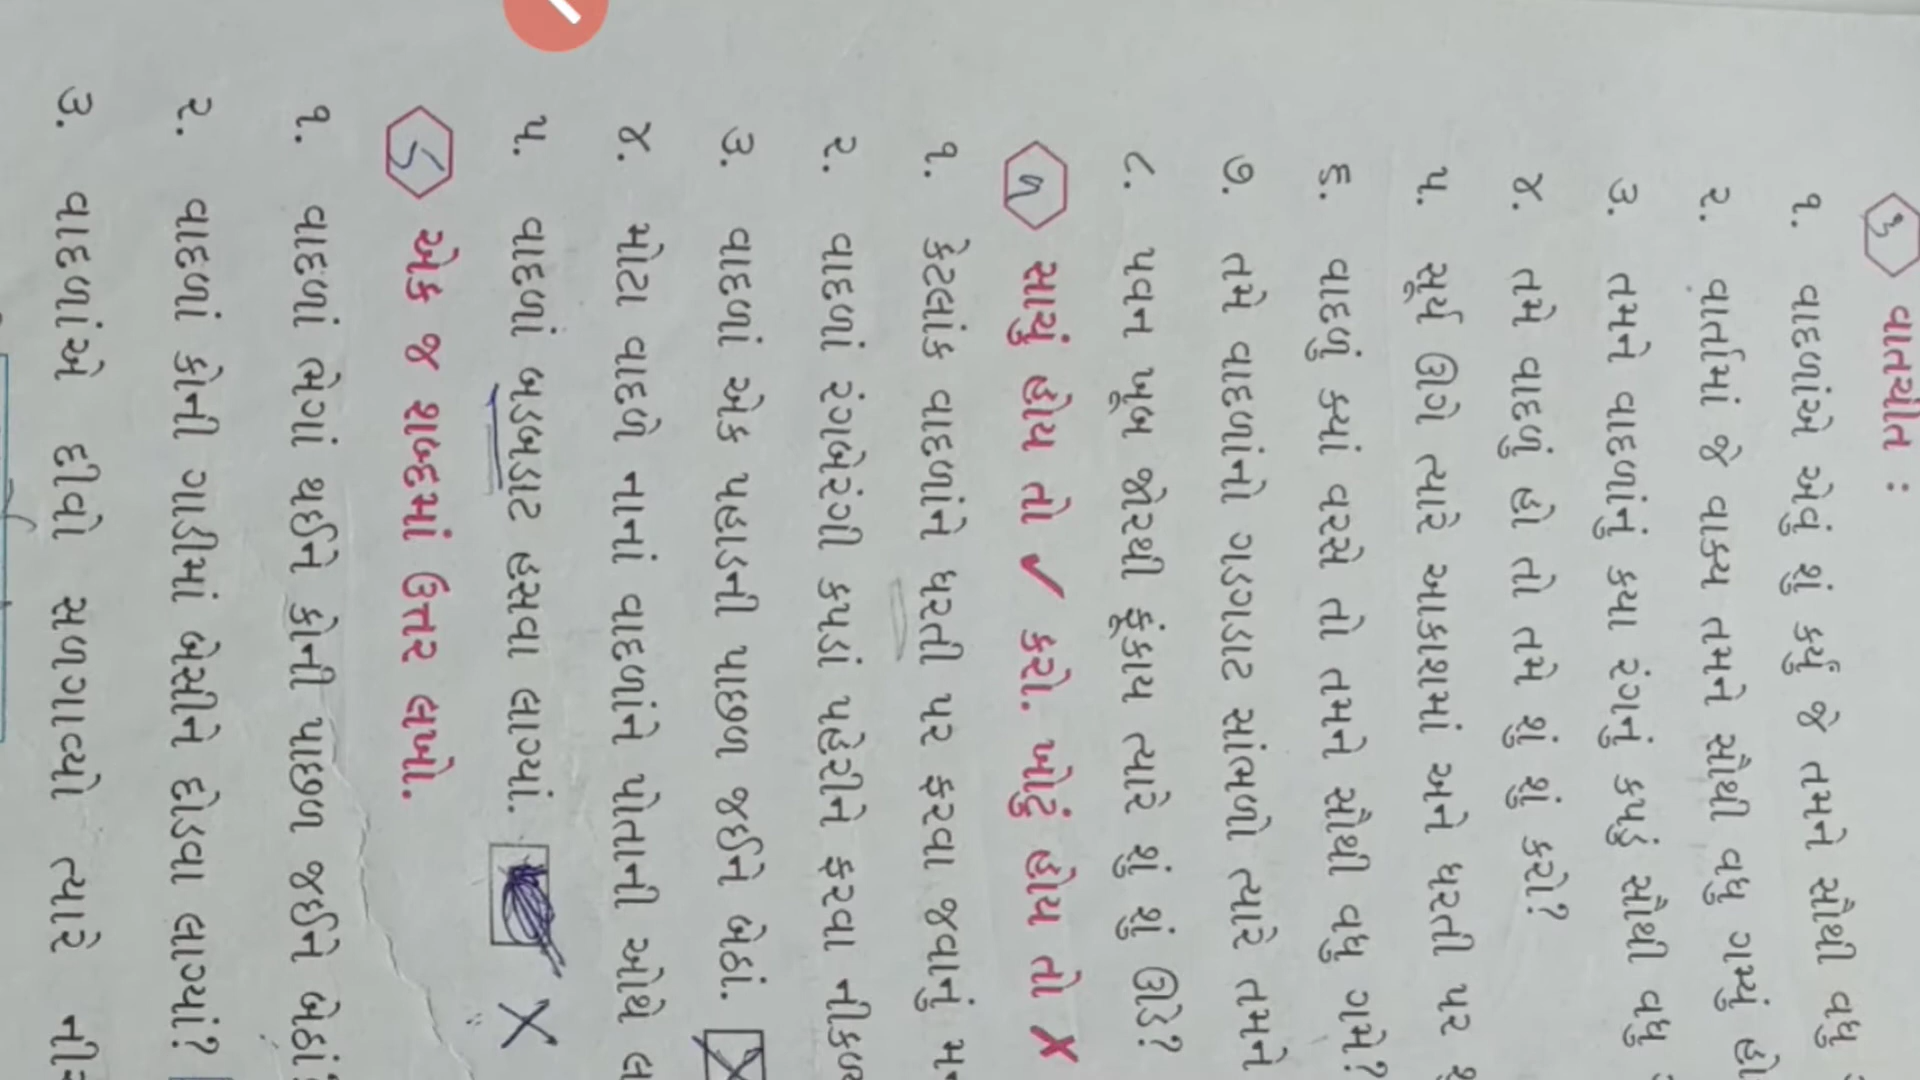 વાતચીત :
૧. વાદળાંએ એવું શું કર્યું જે તમને સૌથી વધુ
૨. વાર્તામાં જે વાક્ય તમને સૌથી વધુ ગમ્યું
૩. તમને વાદળાંનું કયા રંગનું કપડું સૌથી વધુ
૪. તમે વાદળું હો તો તમે શું શું કરો?
૫. સૂર્ય ઊગે ત્યારે આકાશમાં અને ધરતી પર
૬. વાદળું ક્યાં વરસે તો તમને સૌથી વધુ ગમે?
૭. તમે વાદળાંનો ગડગડાટ સાંભળો ત્યારે તમને
૮. પવન ખૂબ જોરથી ફૂંકાય ત્યારે શું શું ઊડે?
સાચું હોય તો ✓ કરો. ખોટું હોય તો ✗
૧. કેટલાંક વાદળાંને ધરતી પર ફરવા જવાનું
૨. વાદળાં રંગબેરંગી કપડાં પહેરીને ફરવા
૩. વાદળાં એક પહાડની પાછળ જઈને બેઠાં. ☒
૪. મોટા વાદળે નાનાં વાદળાંને પોતાની ઓથે
૫. વાદળાં બડબડાટ હસવા લાગ્યાં. X
૬ એક જ શબ્દમાં ઉત્તર લખો.
૧. વાદળાં ભેગાં થઈને કોની પાછળ જઈને બેઠાં?
૨. વાદળાં કોની ગાડીમાં બેસીને દોડવા લાગ્યાં?
૩. વાદળાંએ દીવો સળગાવ્યો ત્યારે